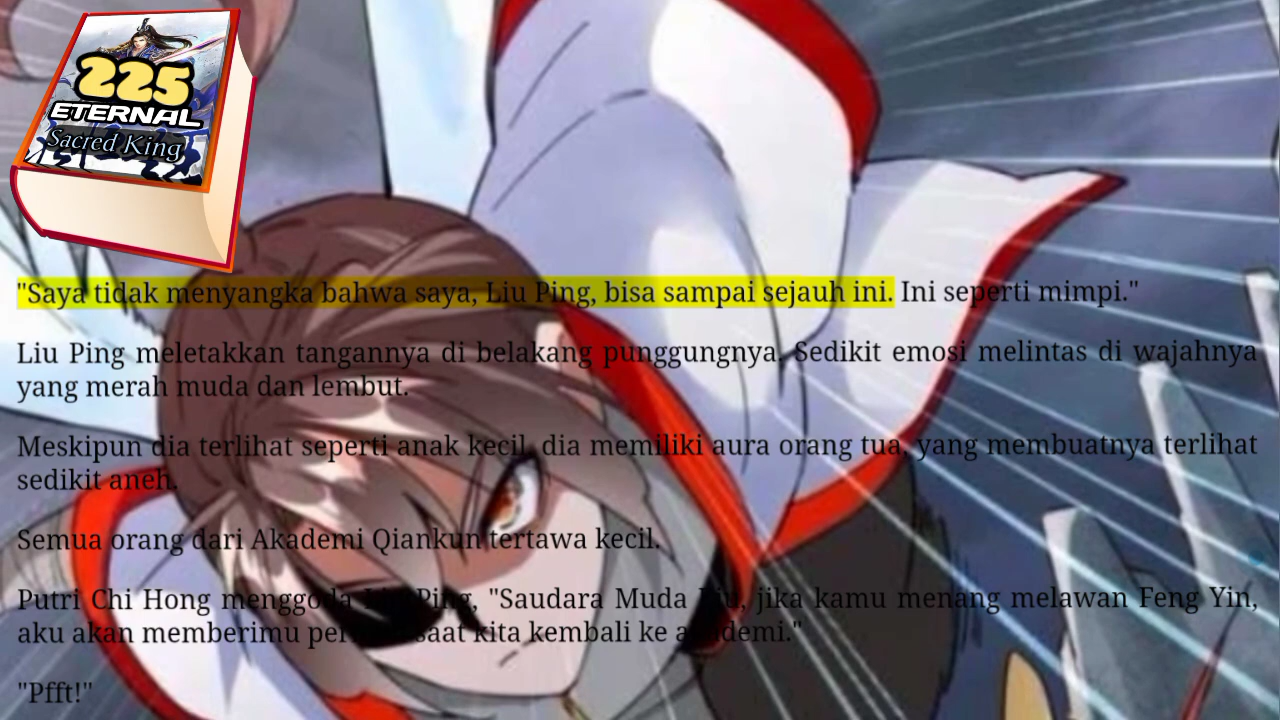 225
ETERNAL
Sacred King
"Saya tidak menyangka bahwa saya, Liu Ping, bisa sampai sejauh ini. Ini seperti mimpi."
Liu Ping meletakkan tangannya di belakang punggungnya. Sedikit emosi melintas di wajahnya
yang merah muda dan lembut.
Meskipun dia terlihat seperti anak kecil, dia memiliki aura orang tua, yang membuatnya terlihat
sedikit aneh.
Semua orang dari Akademi Qiankun tertawa kecil.
Putri Chi Hong menggoda Liu Ping, "Saudara Muda Liu, jika kamu menang melawan Feng Yin,
aku akan memberimu saat kita kembali ke akademi."
"Pfft!"